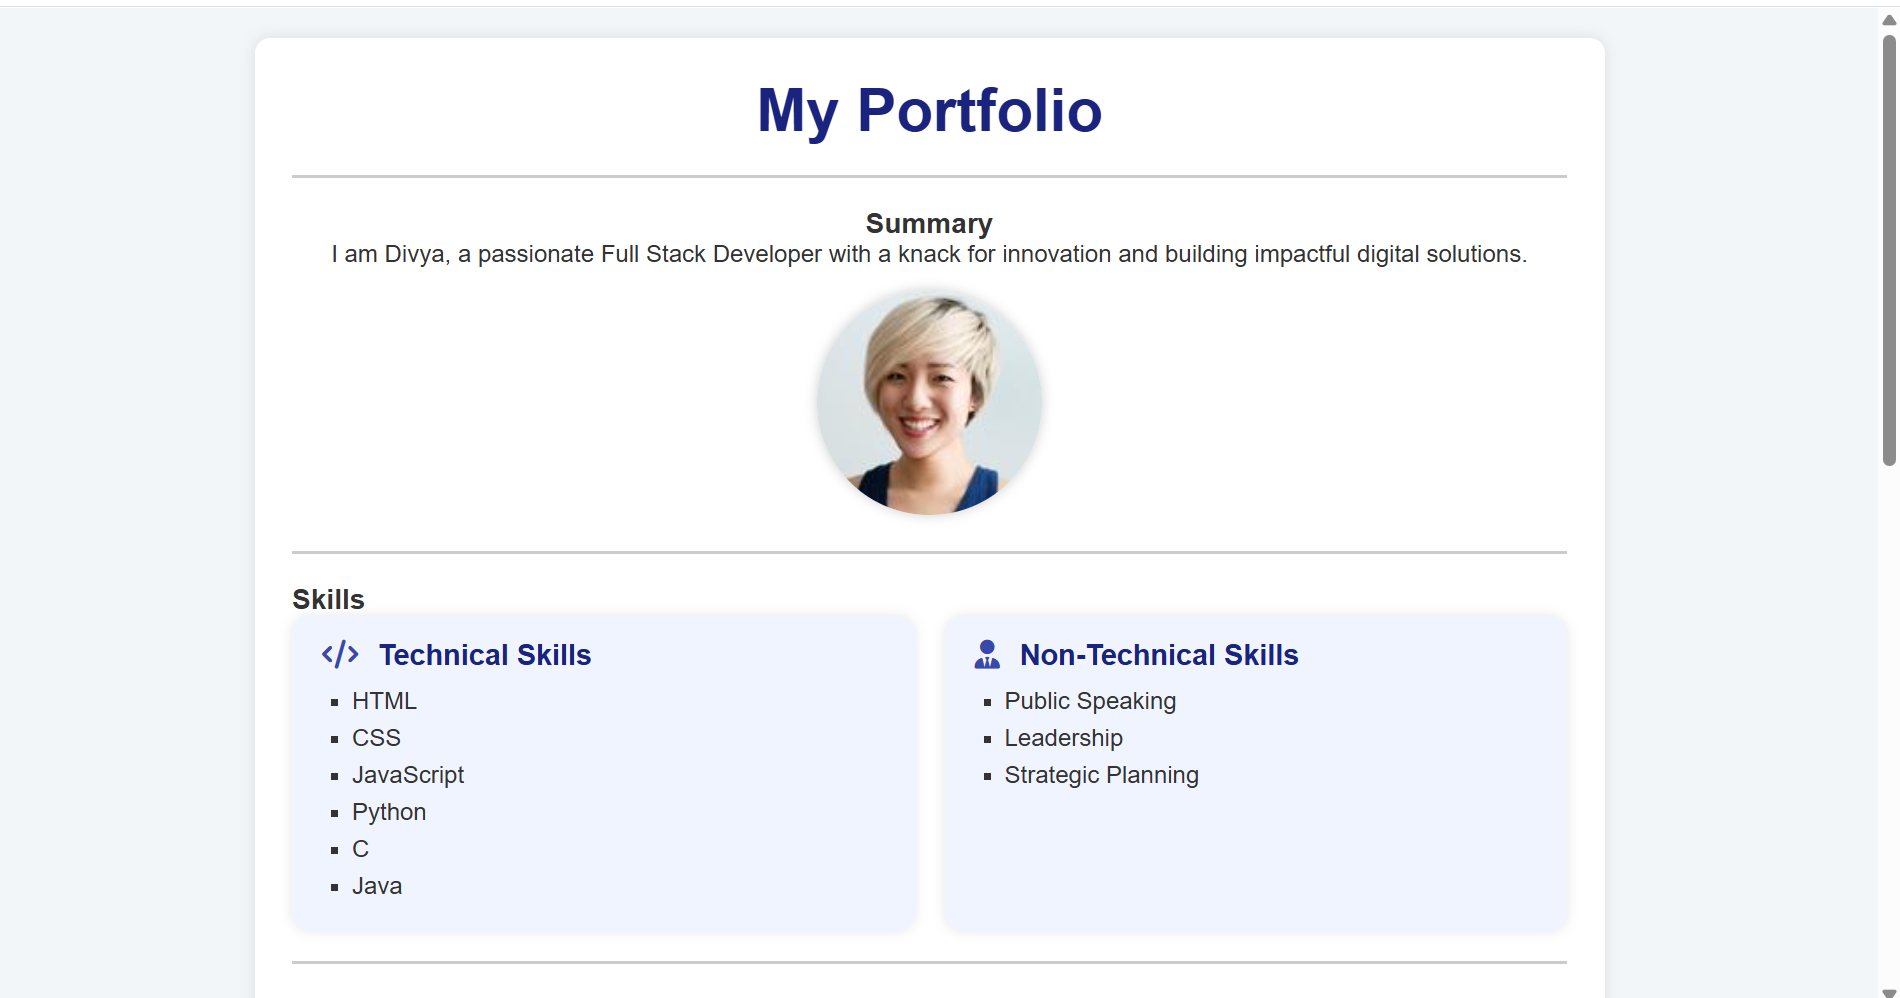 My Portfolio
Summary
I am Divya, a passionate Full Stack Developer with a knack for innovation and building impactful digital solutions.
Skills
Technical Skills
HTML
CSS
JavaScript
Python
C
Java
Non-Technical Skills
Public Speaking
Leadership
Strategic Planning